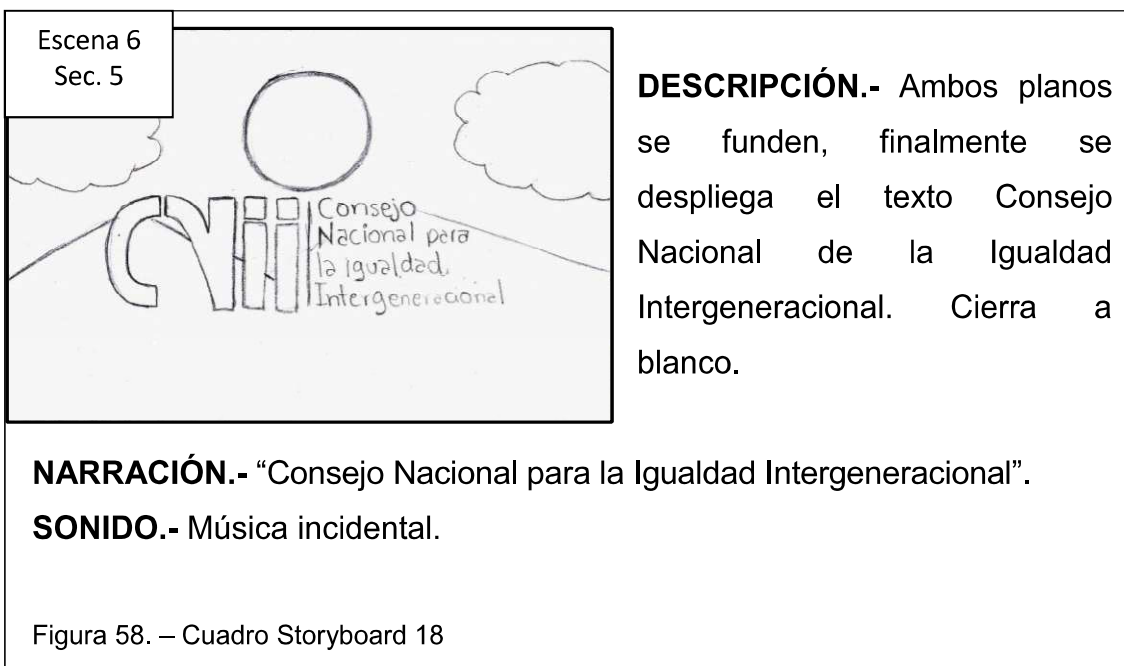 Escena 6
Sec. 5
CNII
Consejo
Nacional para
la igualdad
Intergeneracional
DESCRIPCIÓN.- Ambos planos
se funden, finalmente se
despliega el texto Consejo
Nacional de la Igualdad
Intergeneracional. Cierra a
blanco.
NARRACIÓN.- “Consejo Nacional para la Igualdad Intergeneracional”.
SONIDO.- Música incidental.
Figura 58. – Cuadro Storyboard 18